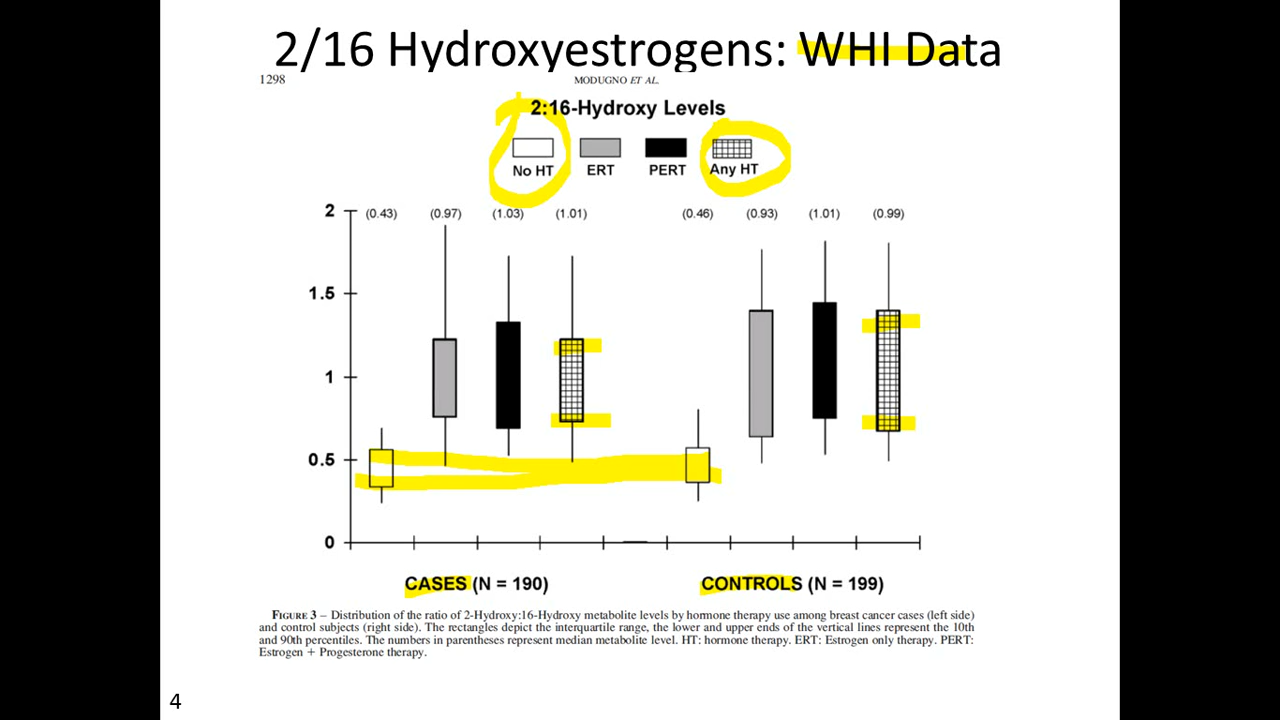 2/16 Hydroxyestrogens: WHI Data
1298
MODUGNO ET AL.
2:16-Hydroxy Levels
No HT ERT PERT Any HT
2 (0.43) (0.97) (1.03) (1.01) (0.46) (0.93) (1.01) (0.99)
1.5
1
0.5
0
CASES (N = 190) CONTROLS (N = 199)
FIGURE 3 – Distribution of the ratio of 2-Hydroxy:16-Hydroxy metabolite levels by hormone therapy use among breast cancer cases (left side)
and control subjects (right side). The rectangles depict the interquartile range, the lower and upper ends of the vertical lines represent the 10th
and 90th percentiles. The numbers in parentheses represent median metabolite level. HT: hormone therapy. ERT: Estrogen only therapy. PERT:
Estrogen + Progesterone therapy.
4